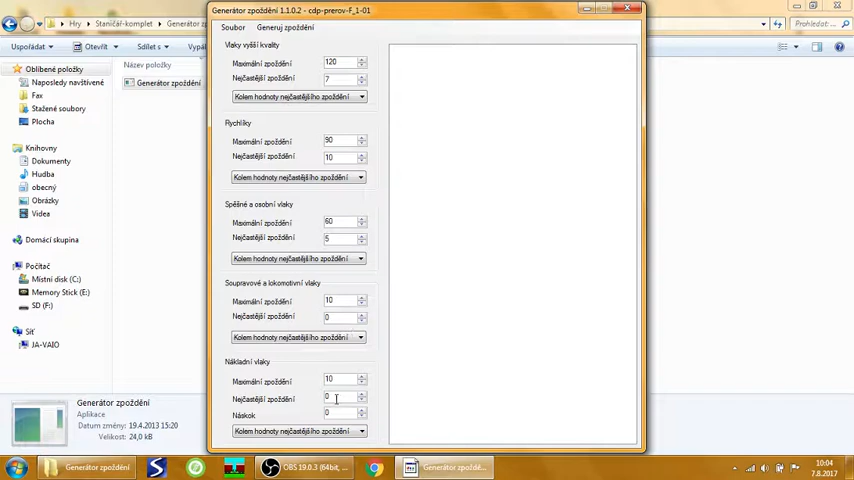 Generátor zpoždění 1.1.0.2 - cdp-prerov-F_1-01
Hry
Staničář-komplet
Generátor z
Prohledat:
Uspořádat
Otevřít
Sdílet s
Soubor
Generuj zpoždění
Oblíbené položky
Naposledy navštívené
Fax
Stažené soubory
Plocha
Knihovny
Dokumenty
Hudba
obecný
Obrázky
Videa
Domácí skupina
Počítač
Místní disk (C:)
Memory Stick (E:)
SD (F:)
Síť
JA-VAIO
Název položky
Generátor zpoždění
Vlaky vyšší kvality
Maximální zpoždění
120
Nejčastější zpoždění
7
Kolem hodnoty nejčastějšího zpoždění
Rychlíky
Maximální zpoždění
90
Nejčastější zpoždění
10
Kolem hodnoty nejčastějšího zpoždění
Spěšné a osobní vlaky
Maximální zpoždění
60
Nejčastější zpoždění
5
Kolem hodnoty nejčastějšího zpoždění
Soupravové a lokomotivní vlaky
Maximální zpoždění
10
Nejčastější zpoždění
0
Kolem hodnoty nejčastějšího zpoždění
Nákladní vlaky
Maximální zpoždění
10
Nejčastější zpoždění
0
Náskok
0
Kolem hodnoty nejčastějšího zpoždění
Generátor zpoždění
Aplikace
Datum změny: 19.4.2013 15:20
Velikost: 24,0 kB
Generátor zpoždění
OBS 19.0.3 (64bit, ...
Generátor zpoždě...
10:04
7.8.2017